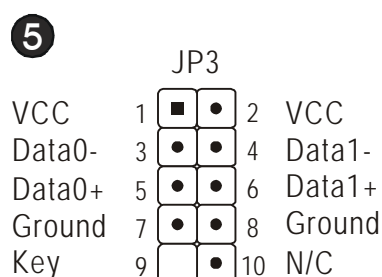 5
JP3
VCC 1 2 VCC
Data0- 3 4 Data1-
Data0+ 5 6 Data1+
Ground 7 8 Ground
Key 9 10 N/C